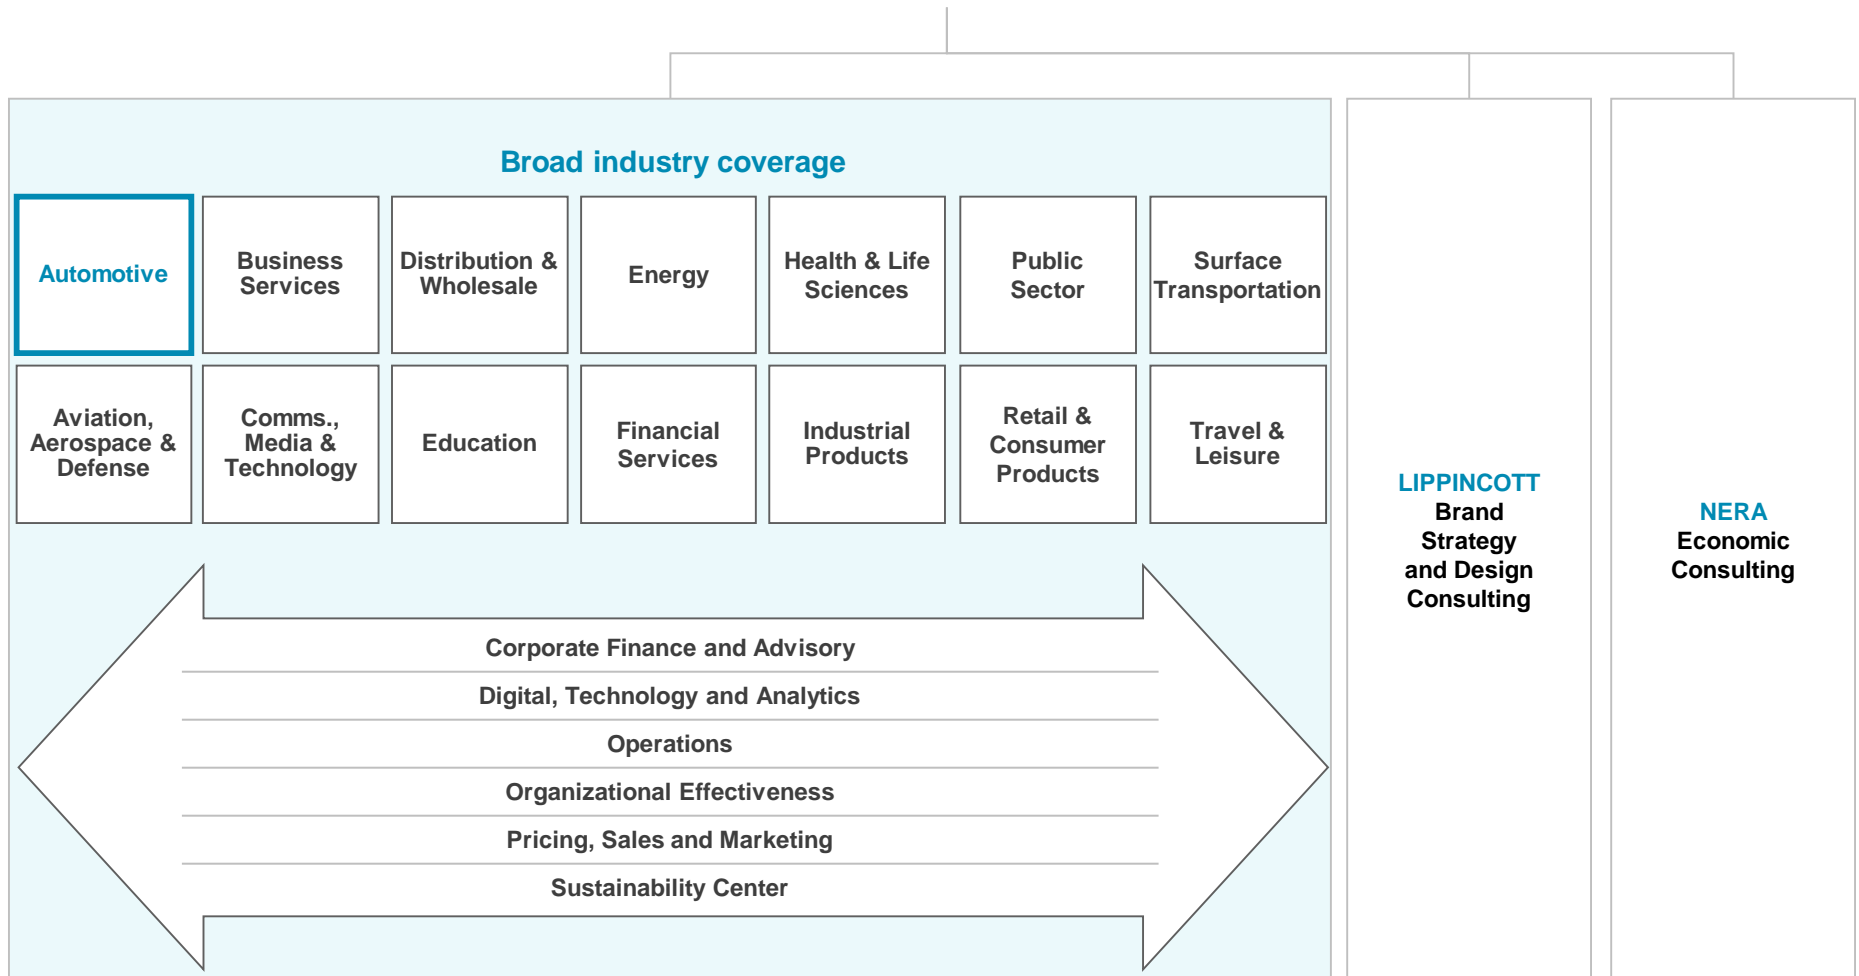 Broad industry coverage
Automotive
Business
Services
Distribution &
Wholesale
Energy
Health & Life
Sciences
Public
Sector
Surface
Transportation
Aviation,
Aerospace &
Defense
Comms.,
Media &
Technology
Education
Financial
Services
Industrial
Products
Retail &
Consumer
Products
Travel &
Leisure
Corporate Finance and Advisory
Digital, Technology and Analytics
Operations
Organizational Effectiveness
Pricing, Sales and Marketing
Sustainability Center
LIPPINCOTT
Brand
Strategy
and Design
Consulting
NERA
Economic
Consulting